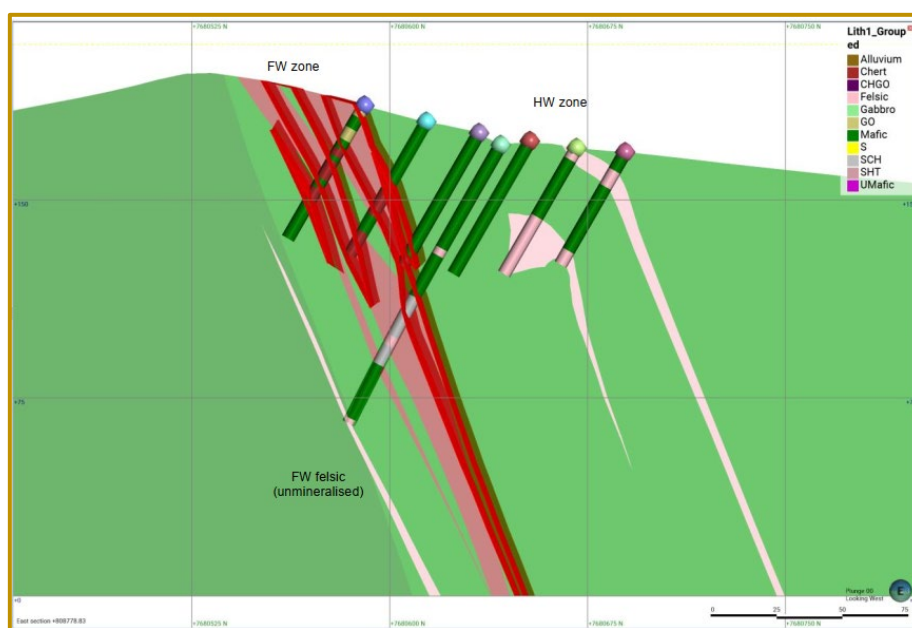 +7680525 N
+7680600 N
+7680675 N
+7680750 N
Lith1_Group
ed
Alluvium
Chert
CHGO
Felsic
Gabbro
GO
Mafic
S
SCH
SHT
UMafic
FW zone
HW zone
+150
+75
FW felsic
(unmineralised)
+0
Plunge 00
Looking West
E
0 25 50 75
East section +808778.83
+7680525 N
+7680600 N
+7680675 N
+7680750 N